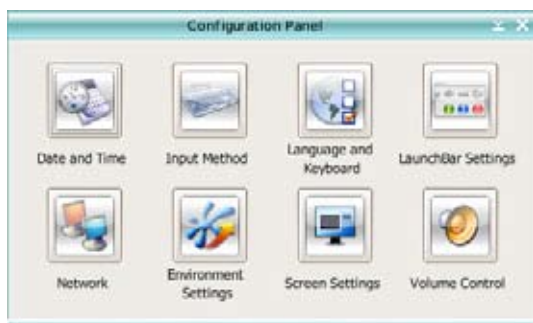 Configuration Panel
Date and Time
Input Method
Language and
Keyboard
LaunchBar Settings
Network
Environment
Settings
Screen Settings
Volume Control